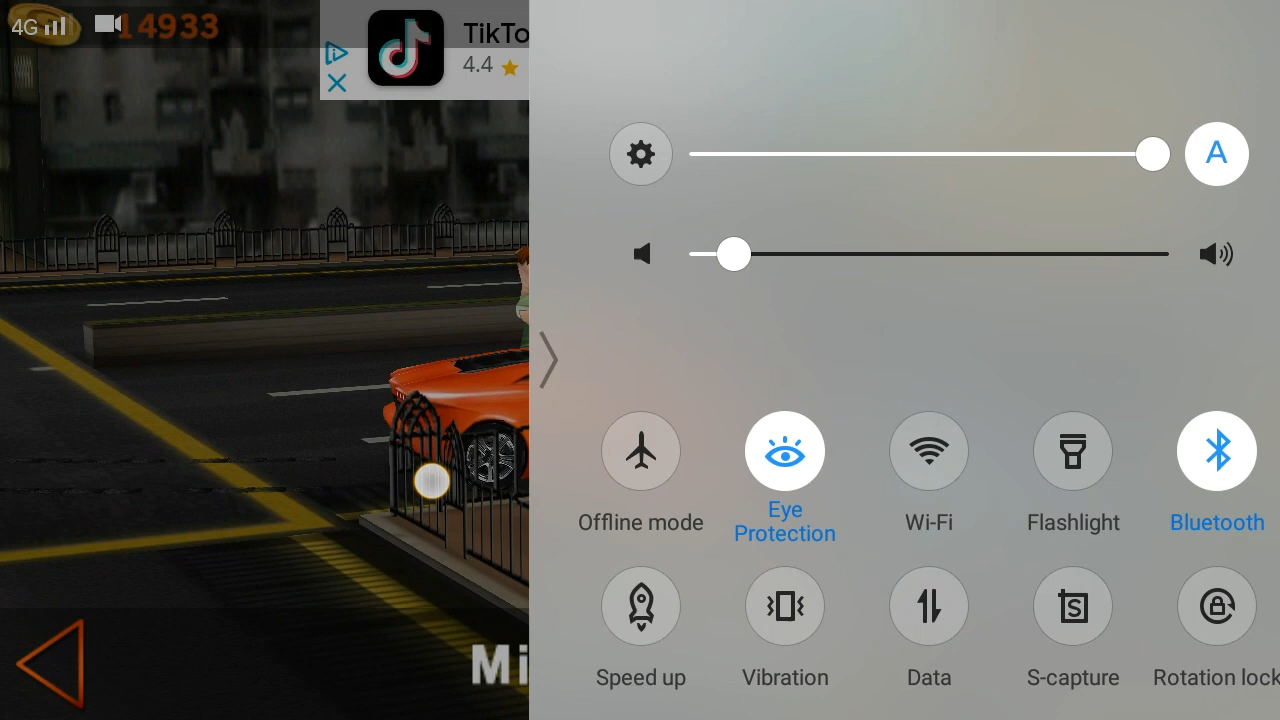 4G
14933
TikTo
4.4
A
Offline mode
Eye
Protection
Wi-Fi
Flashlight
Bluetooth
S
Speed up
Vibration
Data
S-capture
Rotation lock
Mi